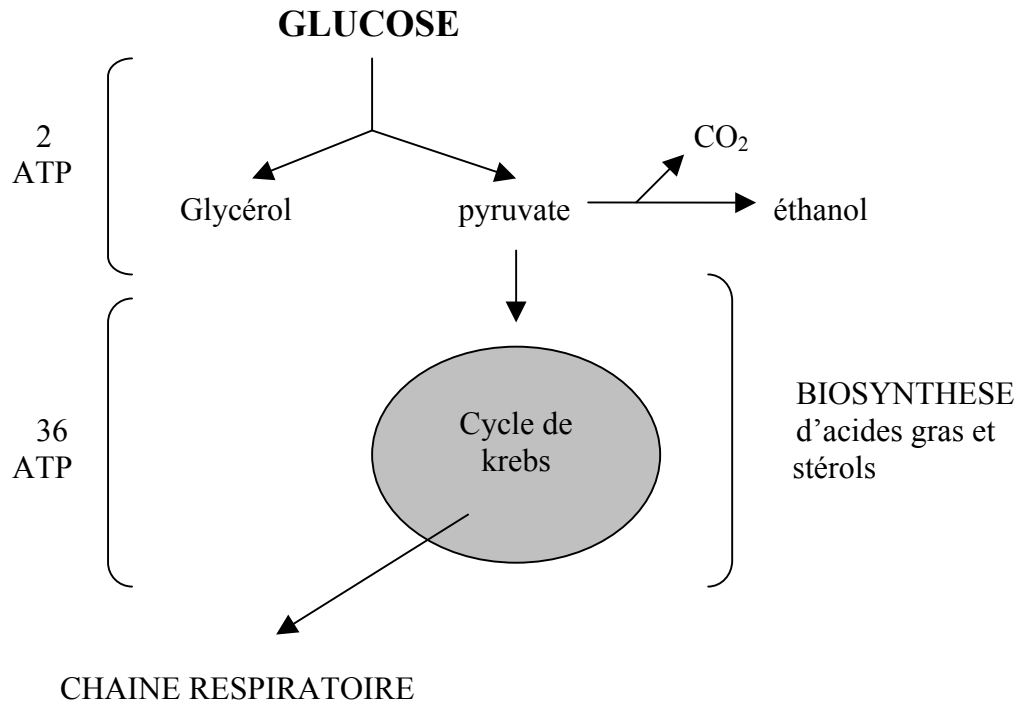 GLUCOSE
2
ATP
CO₂
Glycérol
pyruvate
éthanol
36
ATP
Cycle de
krebs
BIOSYNTHESE
d’acides gras et
stérols
CHAINE RESPIRATOIRE